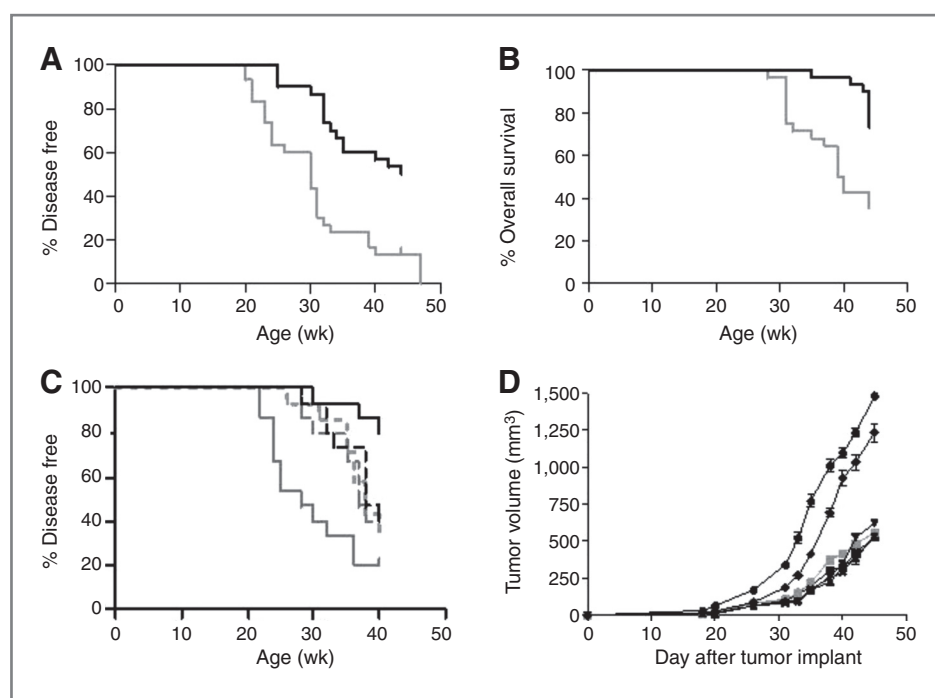 A
% Disease free
100
80
60
40
20
0
0 10 20 30 40 50
Age (wk)
B
% Overall survival
100
80
60
40
20
0
0 10 20 30 40 50
Age (wk)
C
% Disease free
100
80
60
40
20
0
0 10 20 30 40 50
Age (wk)
D
Tumor volume (mm³)
1,500
1,250
1,000
750
500
250
0
0 10 20 30 40 50
Day after tumor implant